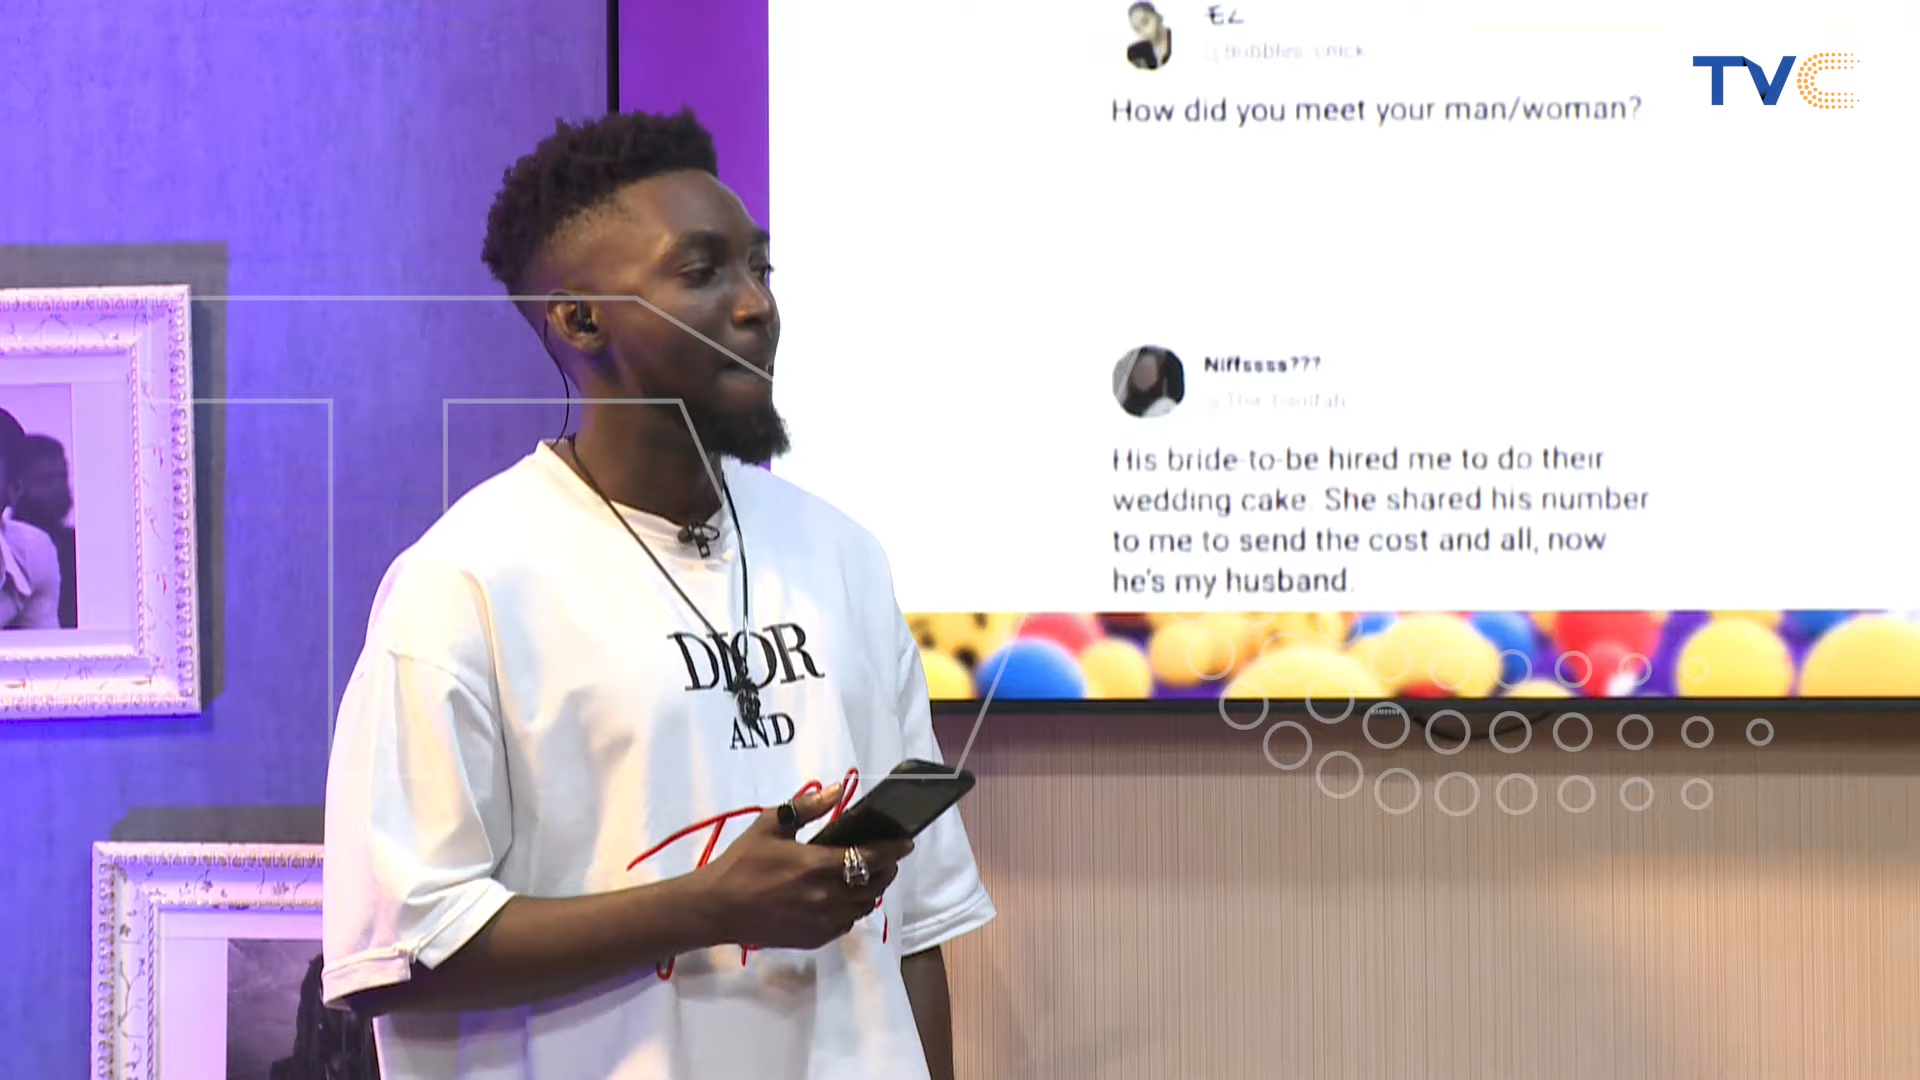 TVC
How did you meet your man/woman?
Niffssss???
His bride-to-be hired me to do their
wedding cake. She shared his number
to me to send the cost and all, now
he's my husband.
DIOR
AND
SAMSUNG